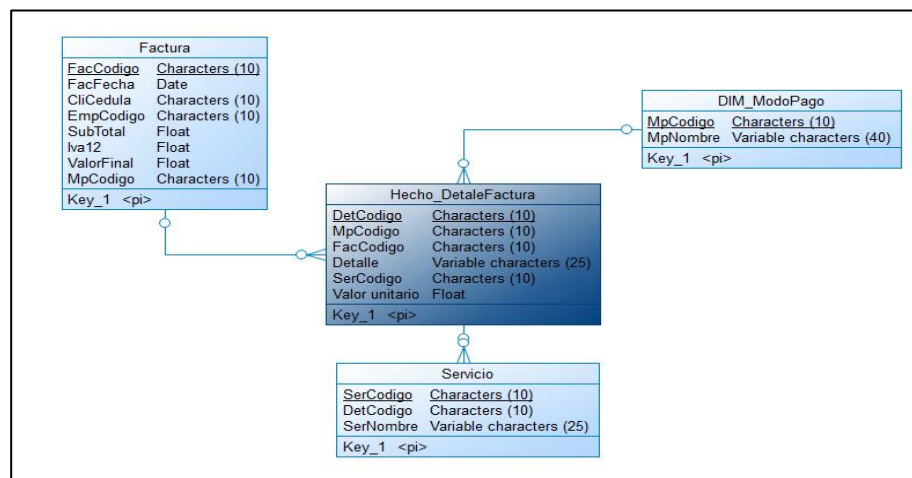 Factura
FacCodigo Characters (10)
FacFecha Date
CliCedula Characters (10)
EmpCodigo Characters (10)
SubTotal Float
Iva12 Float
ValorFinal Float
MpCodigo Characters (10)
Key_1 <pi>
DIM_ModoPago
MpCodigo Characters (10)
MpNombre Variable characters (40)
Key_1 <pi>
Hecho_DetaleFactura
DetCodigo Characters (10)
MpCodigo Characters (10)
FacCodigo Characters (10)
Detalle Variable characters (25)
SerCodigo Characters (10)
Valor unitario Float
Key_1 <pi>
Servicio
SerCodigo Characters (10)
DetCodigo Characters (10)
SerNombre Variable characters (25)
Key_1 <pi>